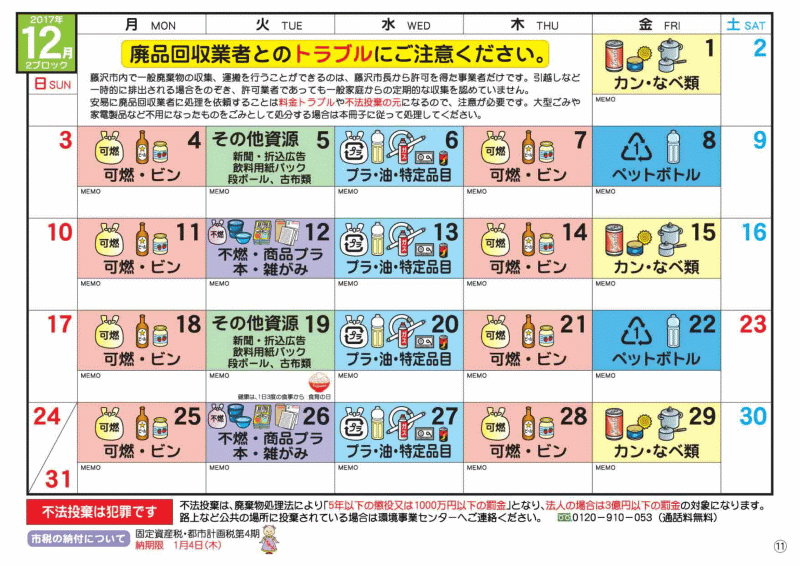 2017年
12月
2ブロック
日 SUN
月 MON
火 TUE
水 WED
木 THU
金 FRI
土 SAT
廃品回収業者とのトラブルにご注意ください。
藤沢市内で一般廃棄物の収集、運搬を行うことができるのは、藤沢市長から許可を得た事業者だけです。引越しなど
一時的に排出される場合をのぞき、許可業者であっても一般家庭からの定期的な収集を認めていません。
安易に廃品回収業者に処理を依頼することは料金トラブルや不法投棄の元になるので、注意が必要です。大型ごみや
家電製品など不用になったものをごみとして処分する場合は本冊子に従って処理してください。
1
カン・なべ類
MEMO
2
3
可燃
4
可燃・ビン
MEMO
その他資源 5
新聞・折込広告
飲料用紙パック
段ボール、古布類
MEMO
プラ
6
プラ・油・特定品目
MEMO
可燃
7
可燃・ビン
MEMO
1
8
ペットボトル
MEMO
9
10
可燃
11
可燃・ビン
MEMO
不燃
12
不燃・商品プラ
本・雑がみ
MEMO
プラ
13
プラ・油・特定品目
MEMO
可燃
14
可燃・ビン
MEMO
15
カン・なべ類
MEMO
16
17
可燃
18
可燃・ビン
MEMO
その他資源 19
新聞・折込広告
飲料用紙パック
段ボール、古布類
MEMO
健康は、1日3度の食事から 食育の日
プラ
20
プラ・油・特定品目
MEMO
可燃
21
可燃・ビン
MEMO
1
22
ペットボトル
MEMO
23
24
31
可燃
25
可燃・ビン
MEMO
不燃
26
不燃・商品プラ
本・雑がみ
MEMO
プラ
27
プラ・油・特定品目
MEMO
可燃
28
可燃・ビン
MEMO
29
カン・なべ類
MEMO
30
不法投棄は犯罪です
不法投棄は、廃棄物処理法により「5年以下の懲役又は1000万円以下の罰金」となり、法人の場合は3億円以下の罰金の対象になります。
路上など公共の場所に投棄されている場合は環境事業センターへご連絡ください。 0120-910-053（通話料無料）
市税の納付について
固定資産税・都市計画税第4期
納期限 1月4日(木)
⑪